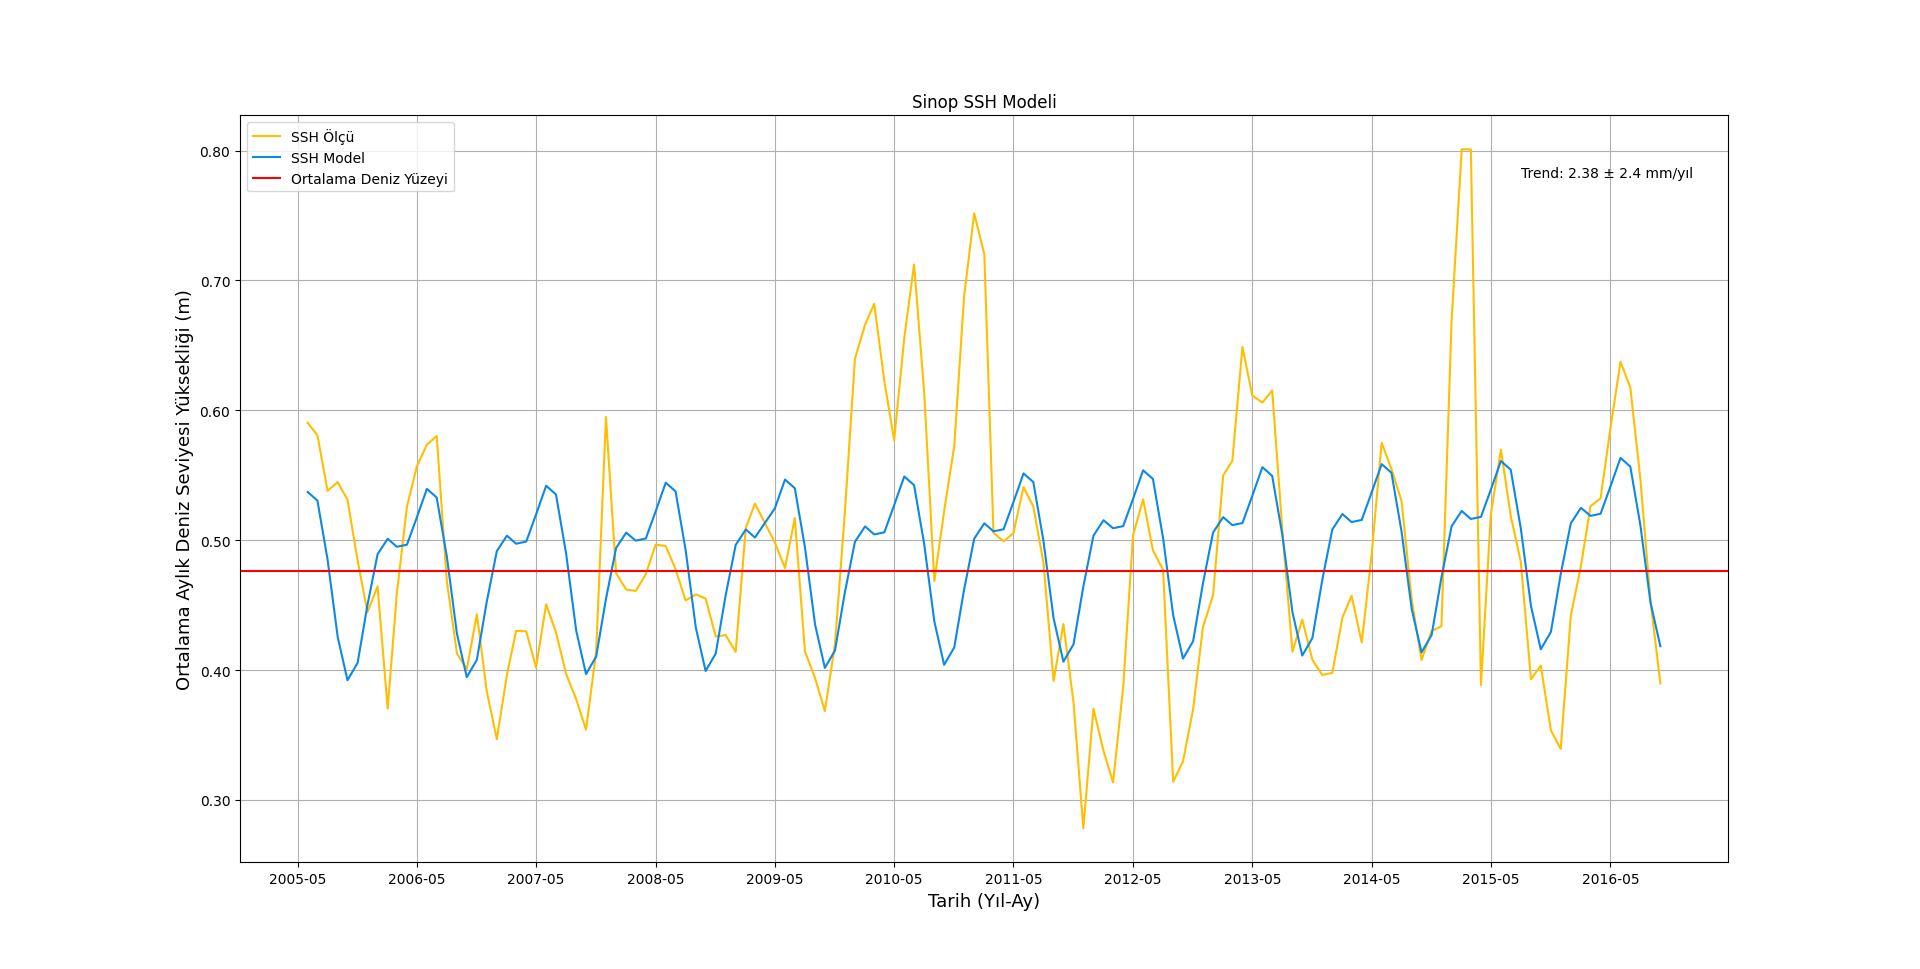 Sinop SSH Modeli
SSH Ölçü
SSH Model
Ortalama Deniz Yüzeyi
Trend: 2.38 ± 2.4 mm/yıl
Ortalama Aylık Deniz Seviyesi Yüksekliği (m)
0.80
0.70
0.60
0.50
0.40
0.30
2005-05 2006-05 2007-05 2008-05 2009-05 2010-05 2011-05 2012-05 2013-05 2014-05 2015-05 2016-05
Tarih (Yıl-Ay)